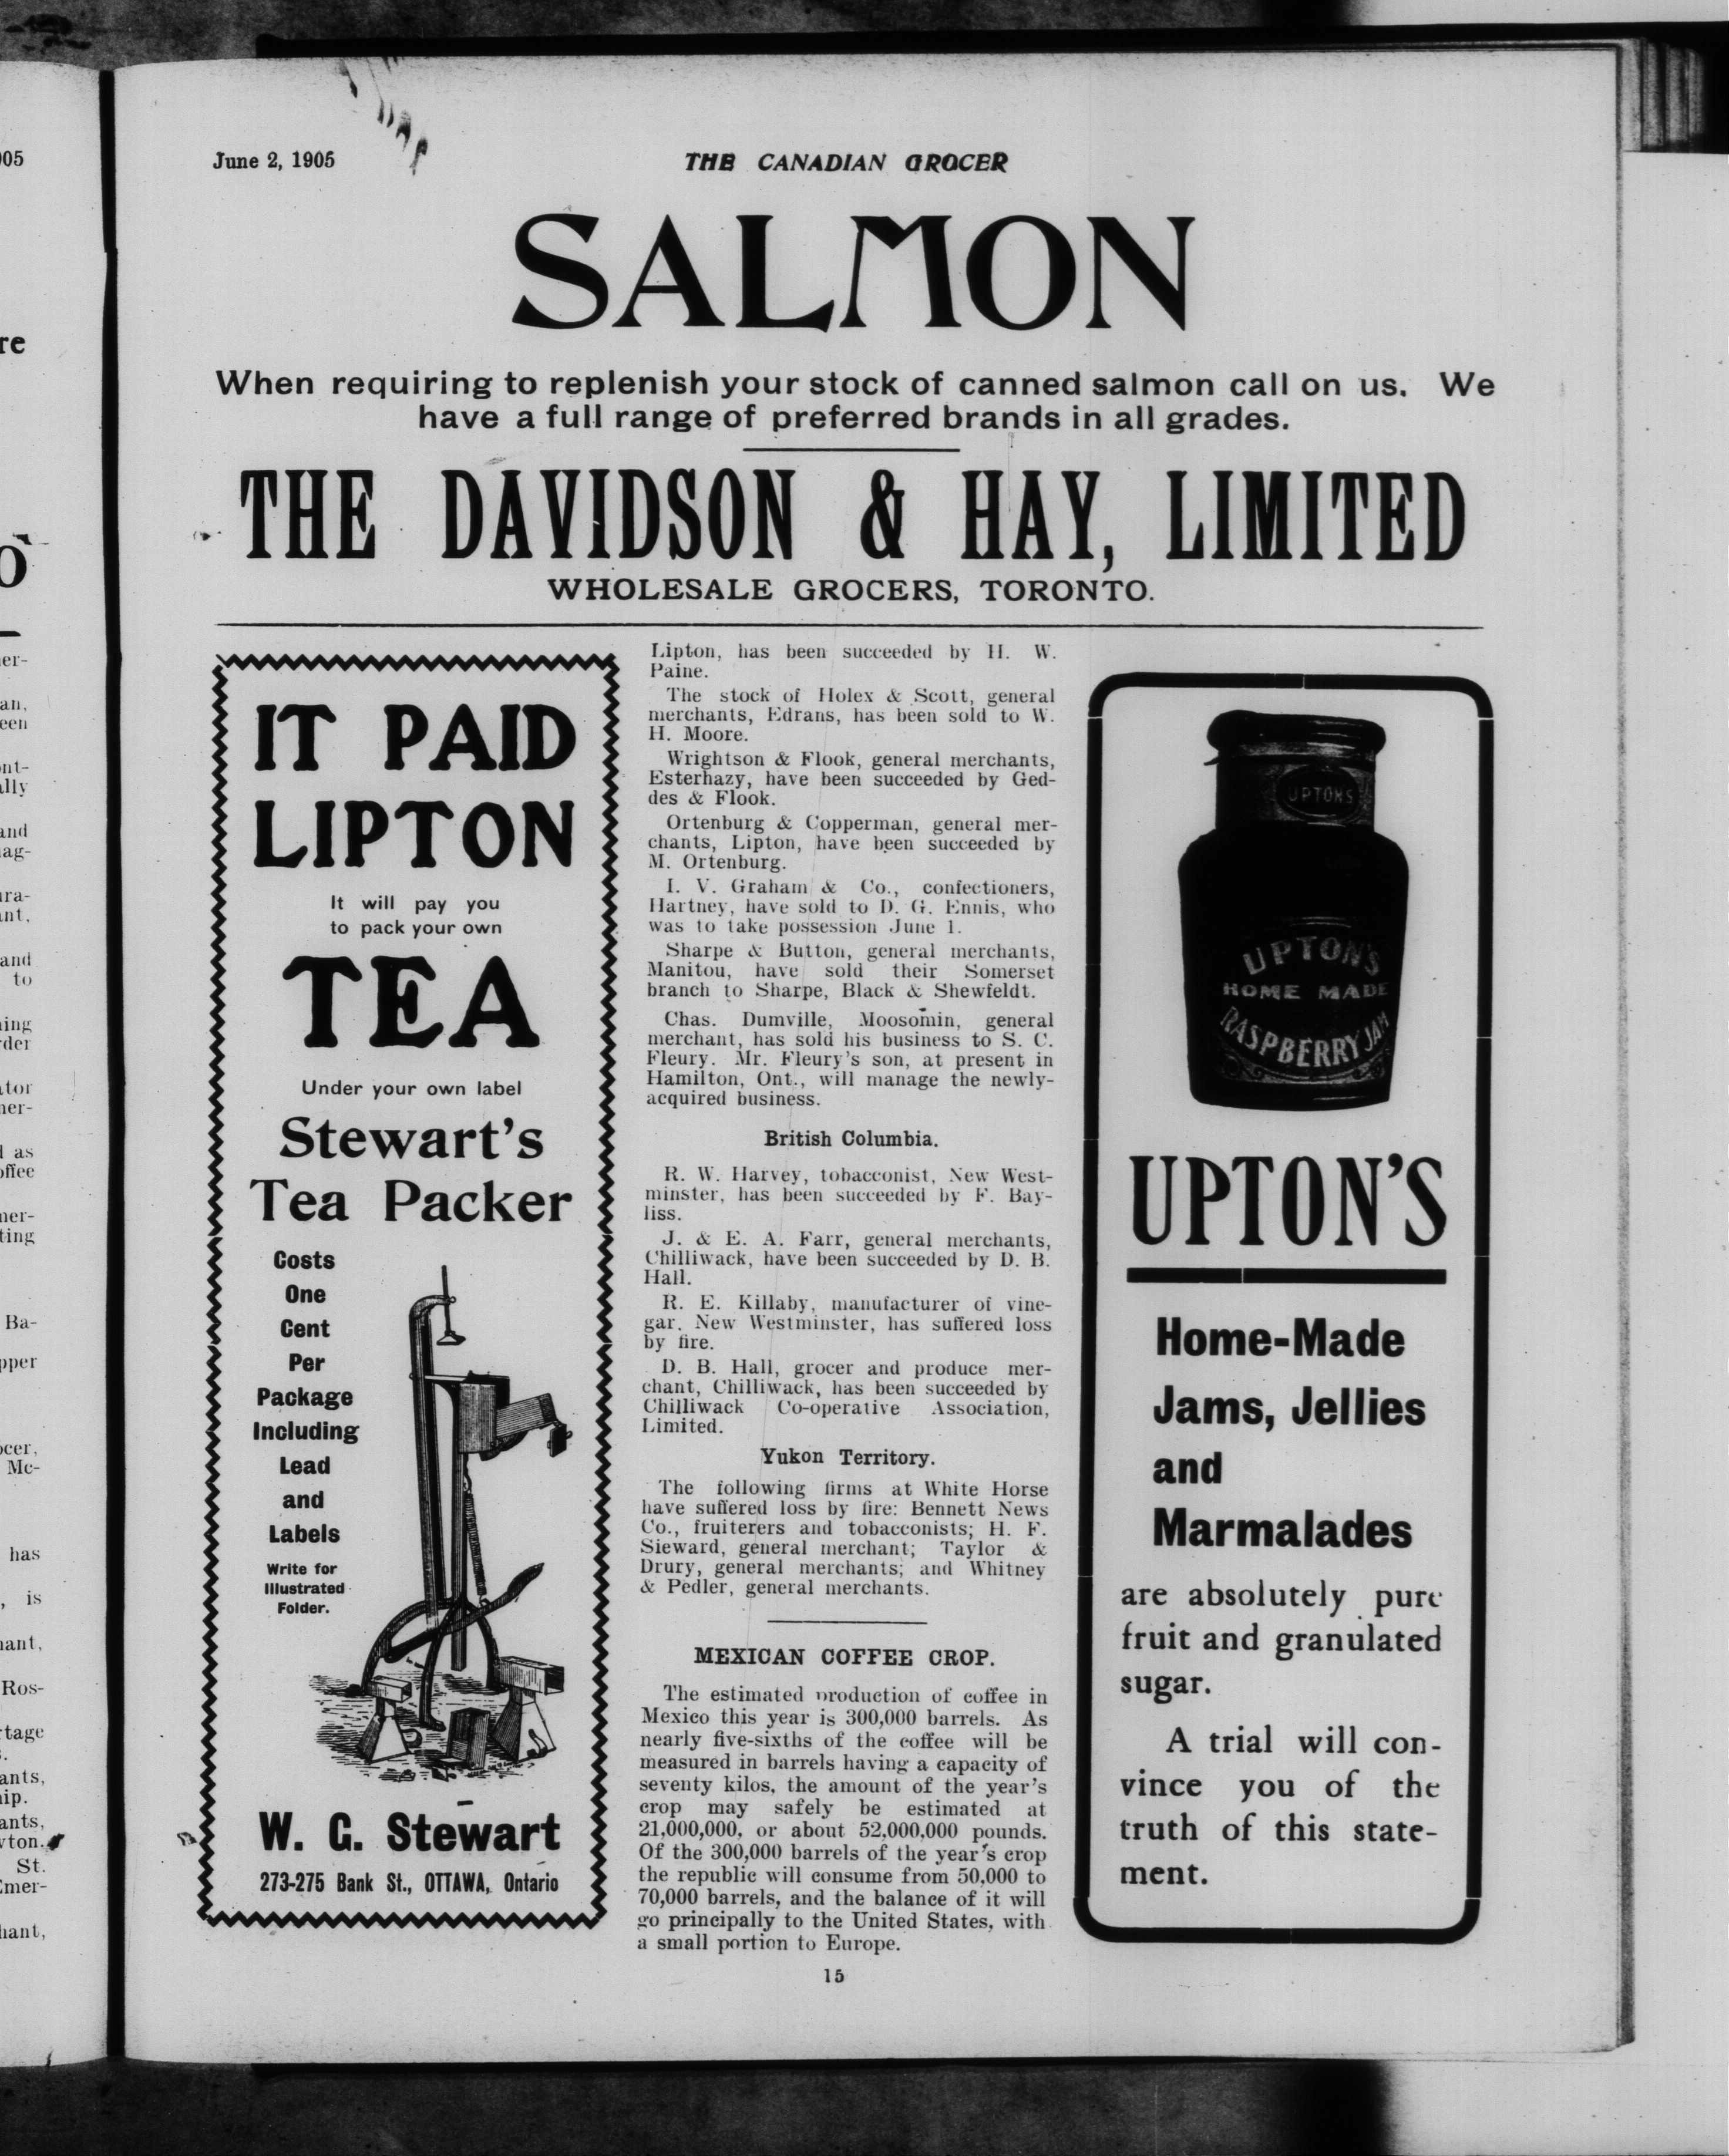 June 2, 1905
THE CANADIAN GROCER
SALMON
When requiring to replenish your stock of canned salmon call on us. We
have a full range of preferred brands in all grades.
THE DAVIDSON & HAY, LIMITED
WHOLESALE GROCERS, TORONTO.
IT PAID
LIPTON
It will pay you
to pack your own
TEA
Under your own label
Stewart's
Tea Packer
Costs
One
Cent
Per
Package
Including
Lead
and
Labels
Write for
Illustrated
Folder.
W. G. Stewart
273-275 Bank St., OTTAWA, Ontario
Lipton, has been succeeded by H. W.
Paine.
The stock of Holex & Scott, general
merchants, Edrans, has been sold to W.
H. Moore.
Wrightson & Flook, general merchants,
Esterhazy, have been succeeded by Ged-
des & Flook.
Ortenburg & Copperman, general mer-
chants, Lipton, have been succeeded by
M. Ortenburg.
I. V. Graham & Co., confectioners,
Hartney, have sold to D. G. Ennis, who
was to take possession June 1.
Sharpe & Button, general merchants,
Manitou, have sold their Somerset
branch to Sharpe, Black & Shewfeldt.
Chas. Dumville, Moosomin, general
merchant, has sold his business to S. C.
Fleury. Mr. Fleury's son, at present in
Hamilton, Ont., will manage the newly-
acquired business.
British Columbia.
R. W. Harvey, tobacconist, New West-
minster, has been succeeded by F. Bay-
liss.
J. & E. A. Farr, general merchants,
Chilliwack, have been succeeded by D. B.
Hall.
R. E. Killaby, manufacturer of vine-
gar, New Westminster, has suffered loss
by fire.
D. B. Hall, grocer and produce mer-
chant, Chilliwack, has been succeeded by
Chilliwack Co-operative Association,
Limited.
Yukon Territory.
The following firms at White Horse
have suffered loss by fire: Bennett News
Co., fruiterers and tobacconists; H. F.
Sieward, general merchant; Taylor &
Drury, general merchants; and Whitney
& Pedler, general merchants.
MEXICAN COFFEE CROP.
The estimated production of coffee in
Mexico this year is 300,000 barrels. As
nearly five-sixths of the coffee will be
measured in barrels having a capacity of
seventy kilos, the amount of the year's
crop may safely be estimated at
21,000,000, or about 52,000,000 pounds.
Of the 300,000 barrels of the year's crop
the republic will consume from 50,000 to
70,000 barrels, and the balance of it will
go principally to the United States, with
a small portion to Europe.
UPTONS
UPTON'S
HOME MADE
RASPBERRY JAM
UPTON'S
Home-Made
Jams, Jellies
and
Marmalades
are absolutely pure
fruit and granulated
sugar.
A trial will con-
vince you of the
truth of this state-
ment.
15